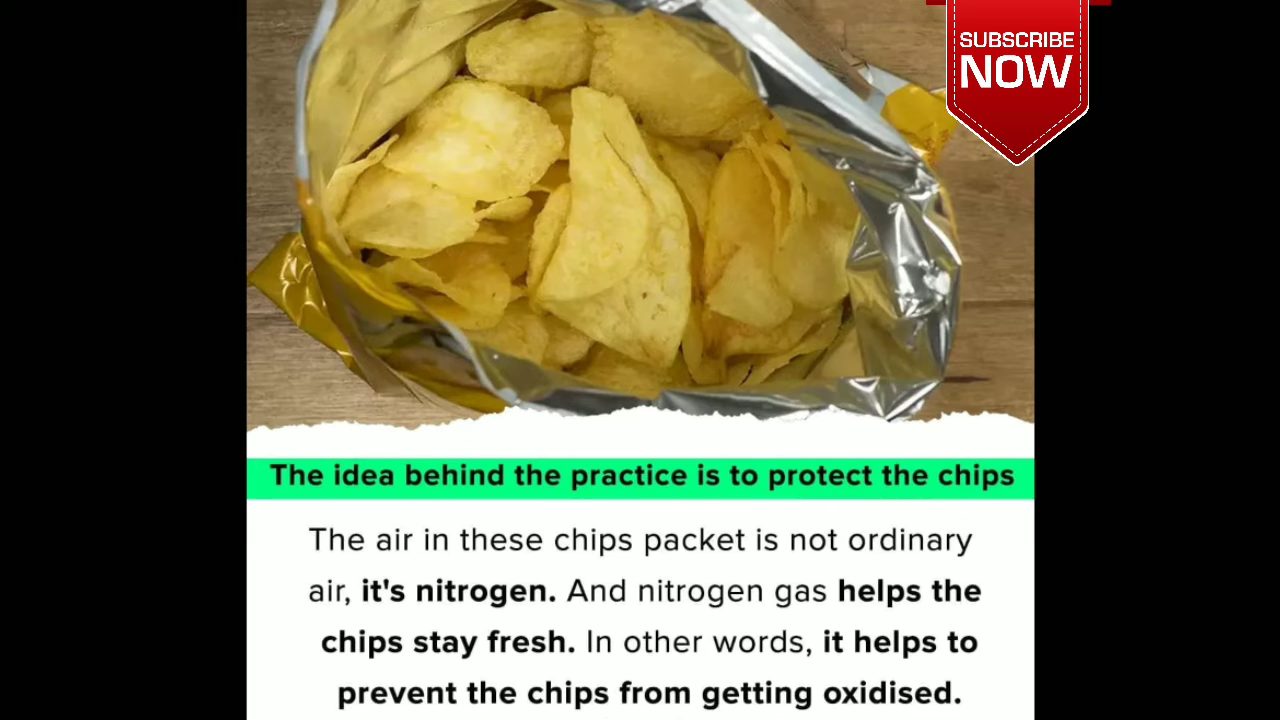 SUBSCRIBE
NOW
The idea behind the practice is to protect the chips
The air in these chips packet is not ordinary
air, it's nitrogen. And nitrogen gas helps the
chips stay fresh. In other words, it helps to
prevent the chips from getting oxidised.